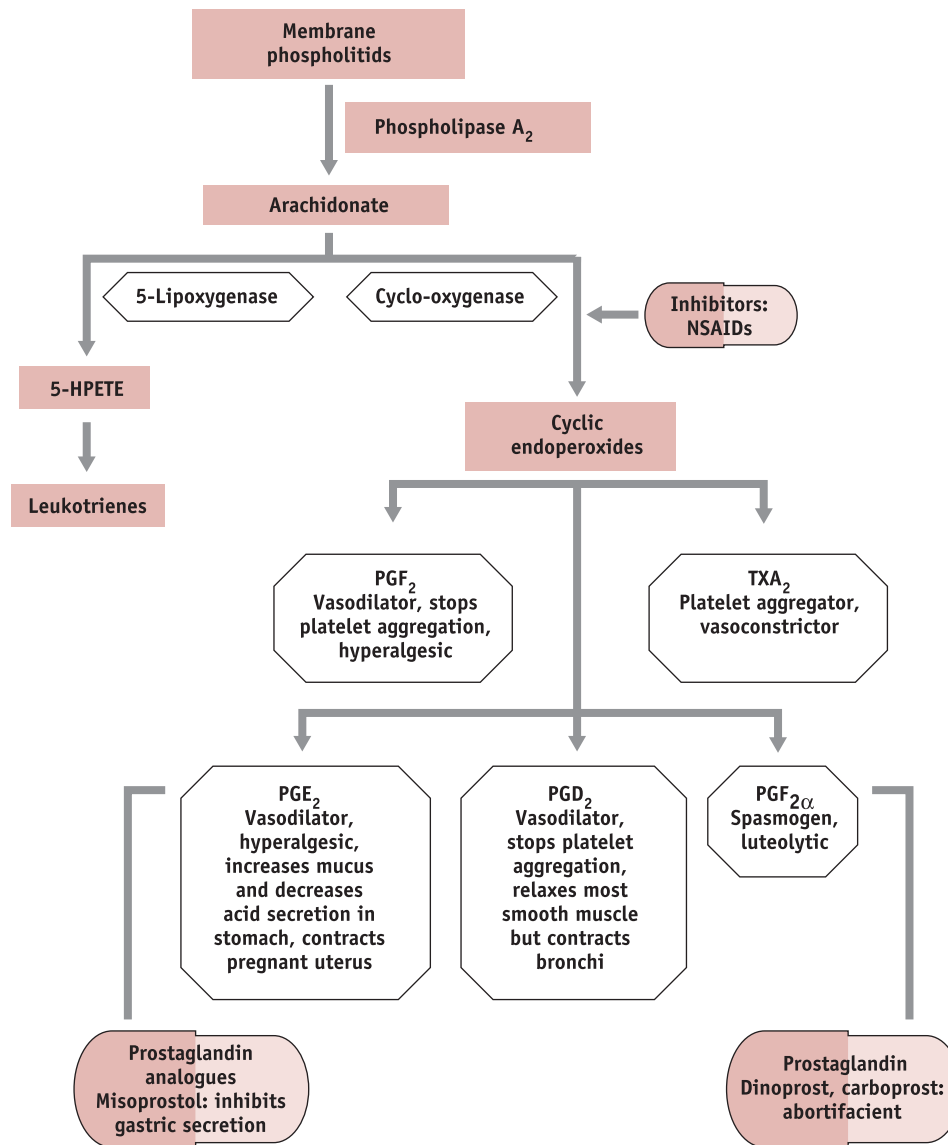 Membrane
phospholitids
Phospholipase A₂
Arachidonate
5-Lipoxygenase
Cyclo-oxygenase
Inhibitors:
NSAIDs
5-HPETE
Cyclic
endoperoxides
Leukotrienes
PGF₂
Vasodilator, stops
platelet aggregation,
hyperalgesic
TXA₂
Platelet aggregator,
vasoconstrictor
PGE₂
Vasodilator,
hyperalgesic,
increases mucus
and decreases
acid secretion in
stomach, contracts
pregnant uterus
PGD₂
Vasodilator,
stops platelet
aggregation,
relaxes most
smooth muscle
but contracts
bronchi
PGF₂α
Spasmogen,
luteolytic
Prostaglandin
analogues
Misoprostol: inhibits
gastric secretion
Prostaglandin
Dinoprost, carboprost:
abortifacient